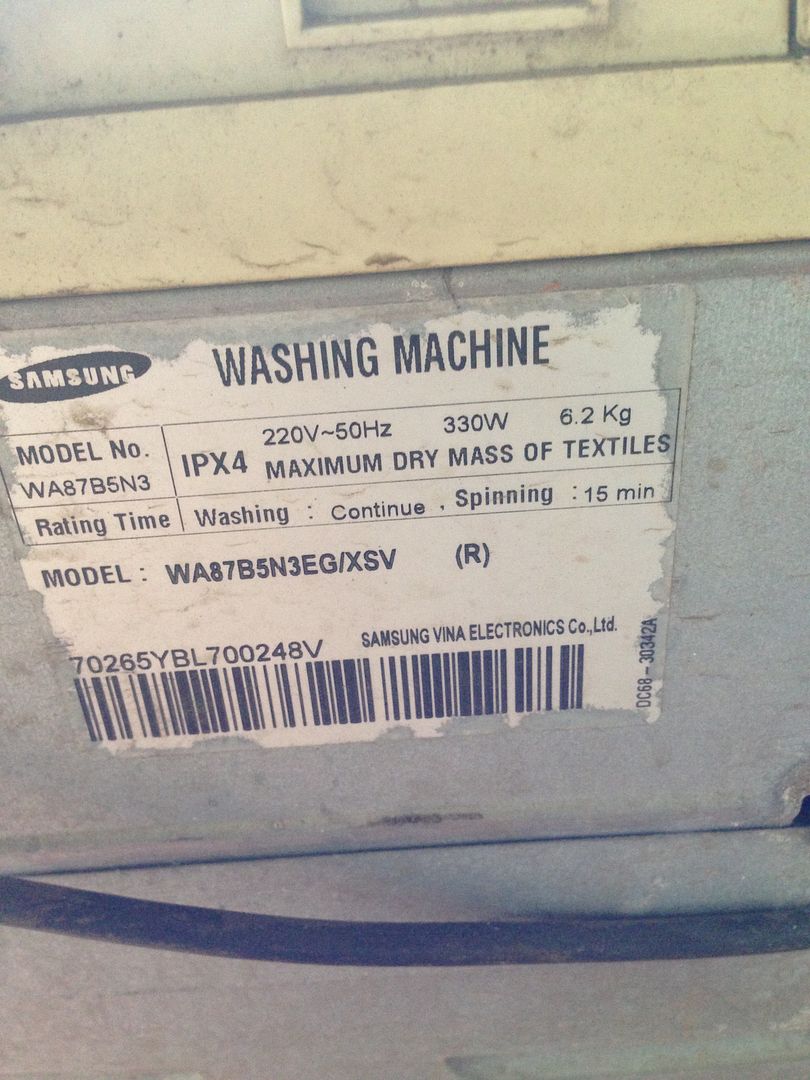 SAMSUNG
WASHING MACHINE
MODEL No.
WA87B5N3
IPX4
220V~50Hz 330W 6.2 Kg
MAXIMUM DRY MASS OF TEXTILES
Rating Time Washing : Continue , Spinning : 15 min
MODEL : WA87B5N3EG/XSV (R)
70265YBL700248V
SAMSUNG VINA ELECTRONICS Co.,Ltd.
DC68-30342A